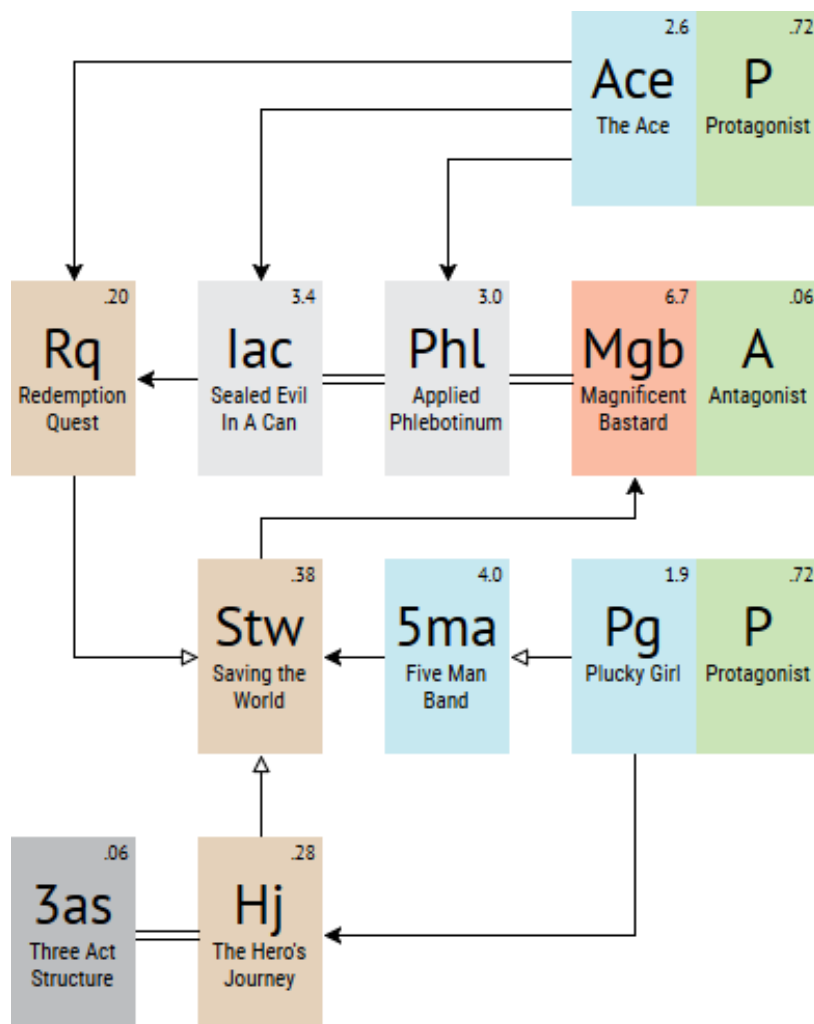 2.6
Ace
The Ace
.72
P
Protagonist
.20
Rq
Redemption
Quest
3.4
Iac
Sealed Evil
In A Can
3.0
Phl
Applied
Phlebotinum
6.7
Mgb
Magnificent
Bastard
.06
A
Antagonist
.38
Stw
Saving the
World
4.0
5ma
Five Man
Band
1.9
Pg
Plucky Girl
.72
P
Protagonist
.06
3as
Three Act
Structure
.28
Hj
The Hero's
Journey